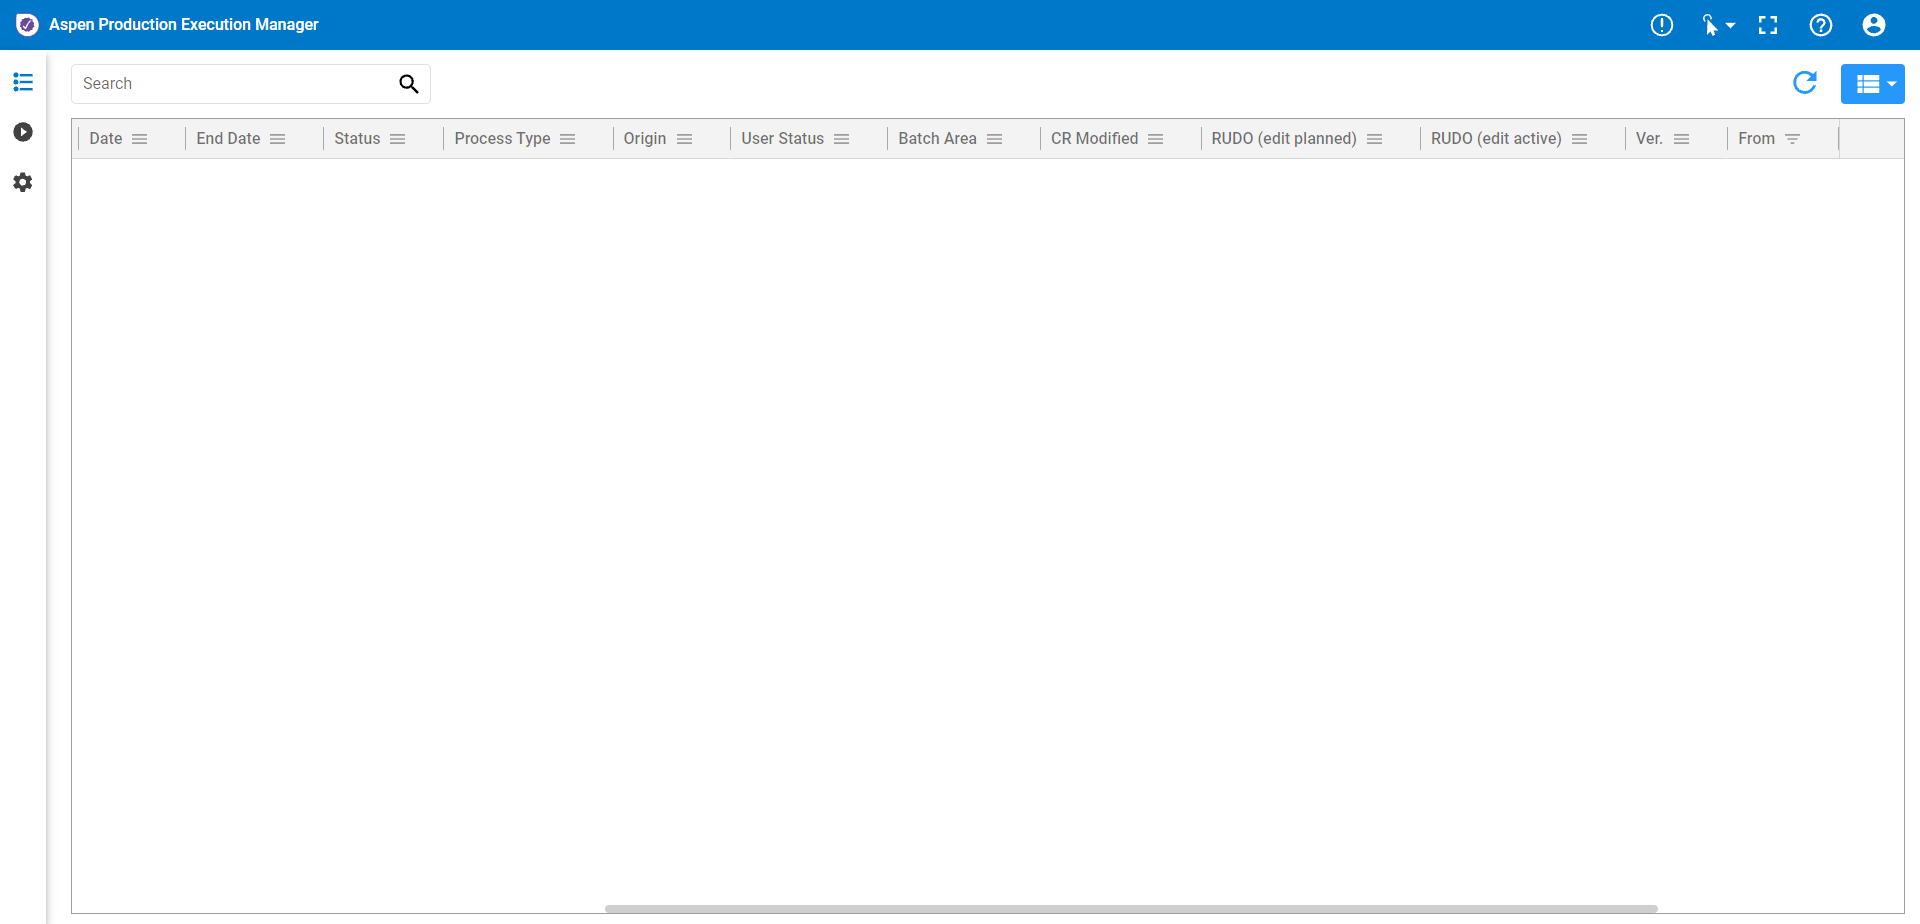 Aspen Production Execution Manager
Search
Date End Date Status Process Type Origin User Status Batch Area CR Modified RUDO (edit planned) RUDO (edit active) Ver. From